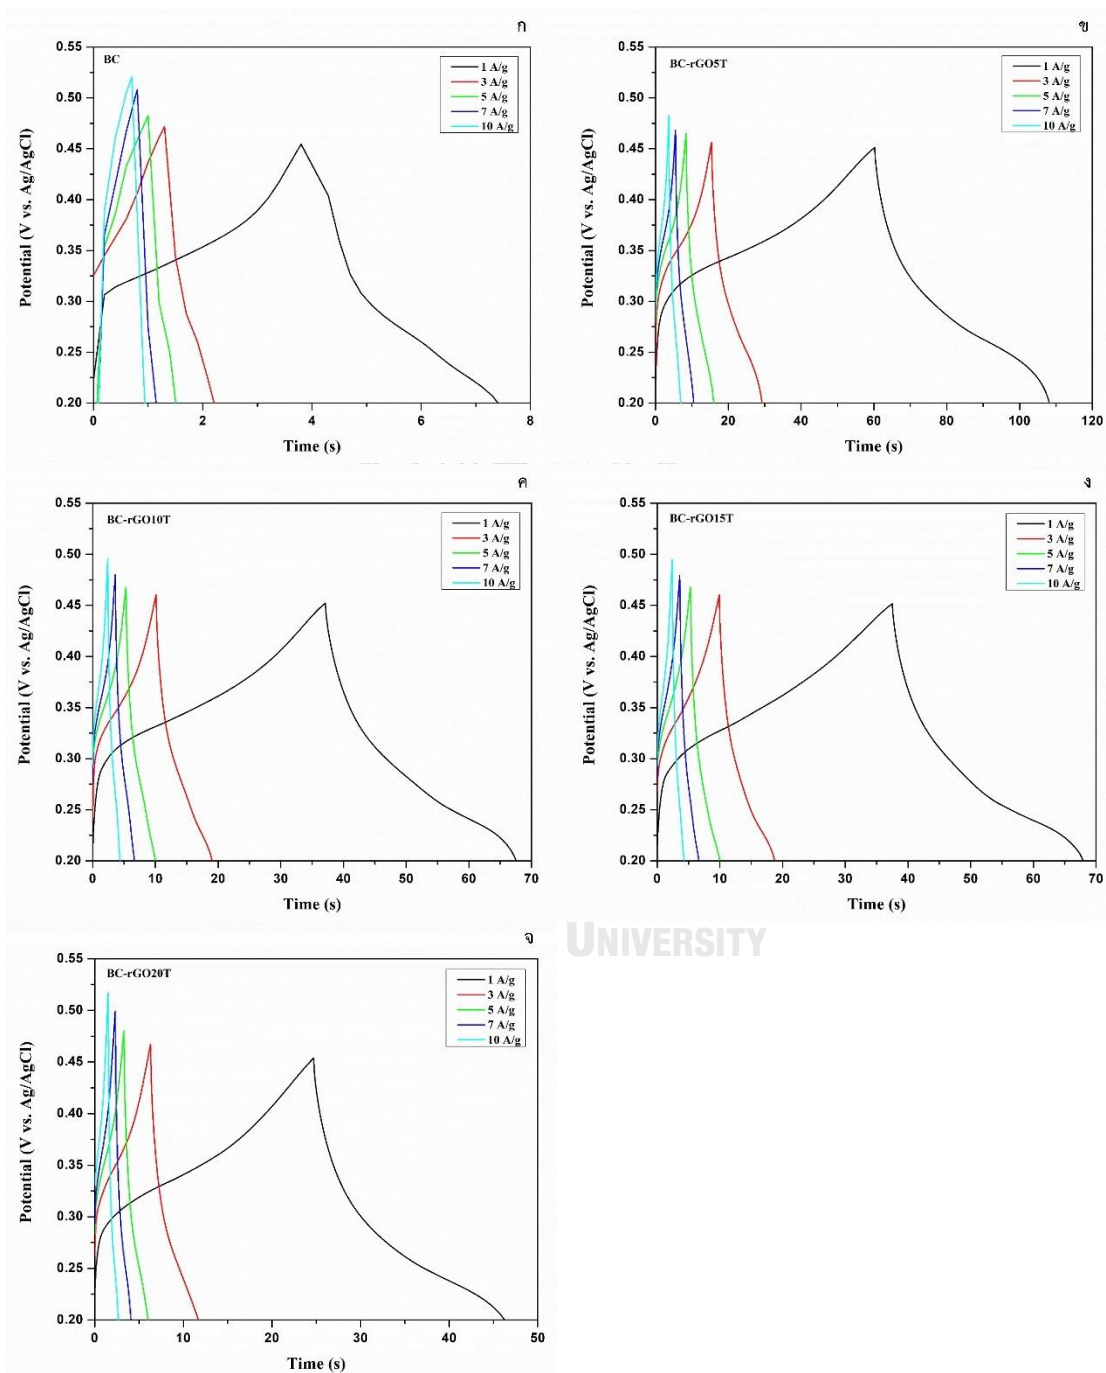 ก
BC
1 A/g
3 A/g
5 A/g
7 A/g
10 A/g
0.55
0.50
0.45
0.40
0.35
0.30
0.25
0.20
Potential (V vs. Ag/AgCl)
0 2 4 6 8
Time (s)
ข
BC-rGO5T
1 A/g
3 A/g
5 A/g
7 A/g
10 A/g
0.55
0.50
0.45
0.40
0.35
0.30
0.25
0.20
Potential (V vs. Ag/AgCl)
0 20 40 60 80 100 120
Time (s)
ค
BC-rGO10T
1 A/g
3 A/g
5 A/g
7 A/g
10 A/g
0.55
0.50
0.45
0.40
0.35
0.30
0.25
0.20
Potential (V vs. Ag/AgCl)
0 10 20 30 40 50 60 70
Time (s)
ง
BC-rGO15T
1 A/g
3 A/g
5 A/g
7 A/g
10 A/g
0.55
0.50
0.45
0.40
0.35
0.30
0.25
0.20
Potential (V vs. Ag/AgCl)
0 10 20 30 40 50 60 70
Time (s)
UNIVERSITY
จ
BC-rGO20T
1 A/g
3 A/g
5 A/g
7 A/g
10 A/g
0.55
0.50
0.45
0.40
0.35
0.30
0.25
0.20
Potential (V vs. Ag/AgCl)
0 10 20 30 40 50
Time (s)